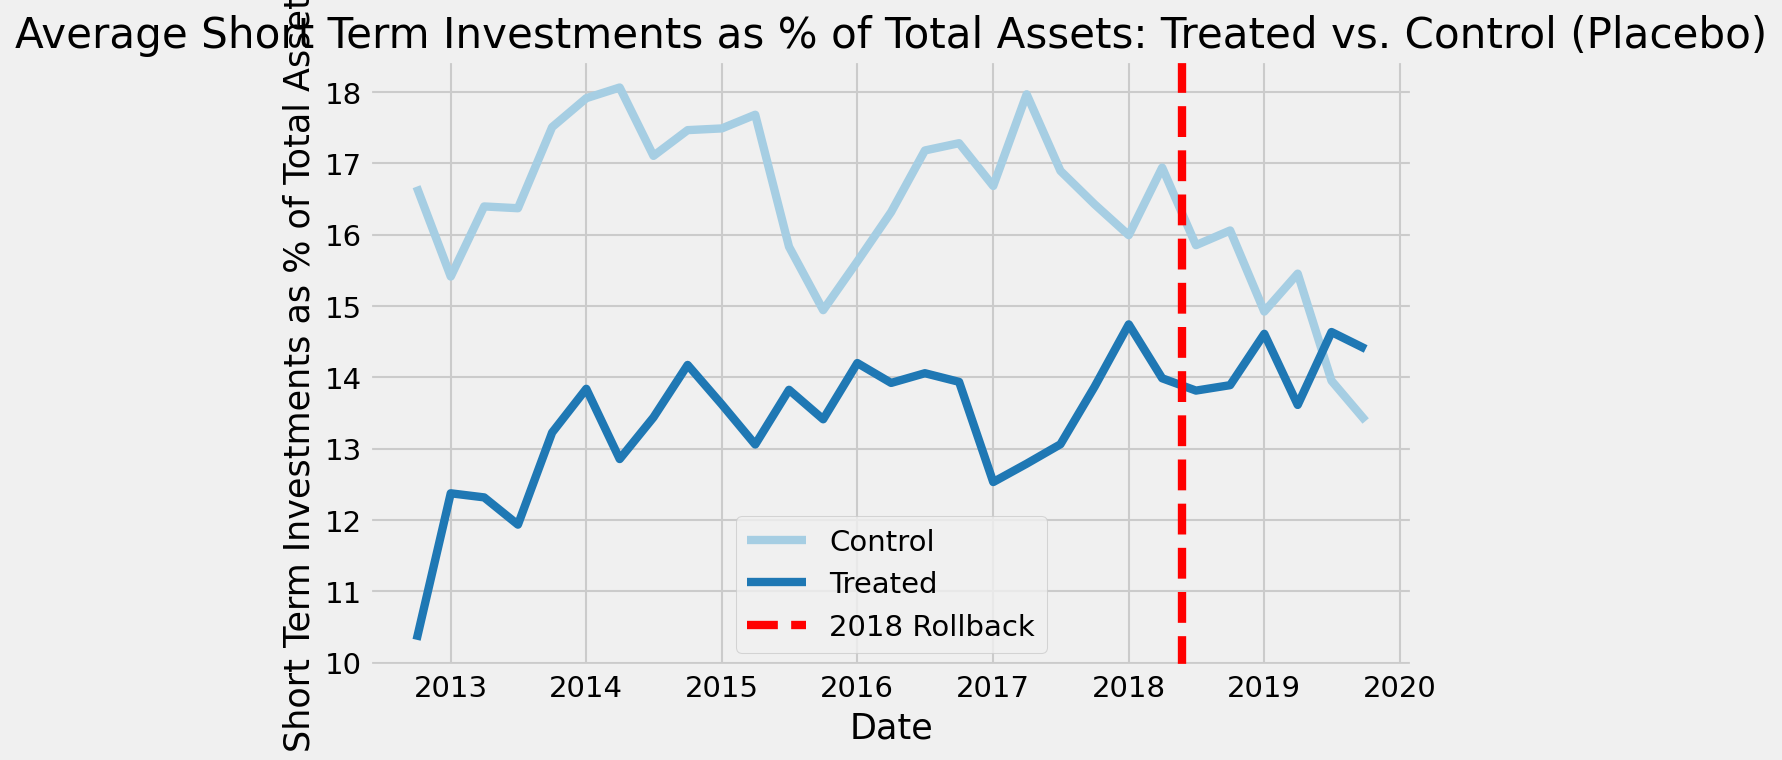 Average Short Term Investments as % of Total Assets: Treated vs. Control (Placebo)
Short Term Investments as % of Total Asset
18
17
16
15
14
13
12
11
10
Control
Treated
2018 Rollback
2013 2014 2015 2016 2017 2018 2019 2020
Date